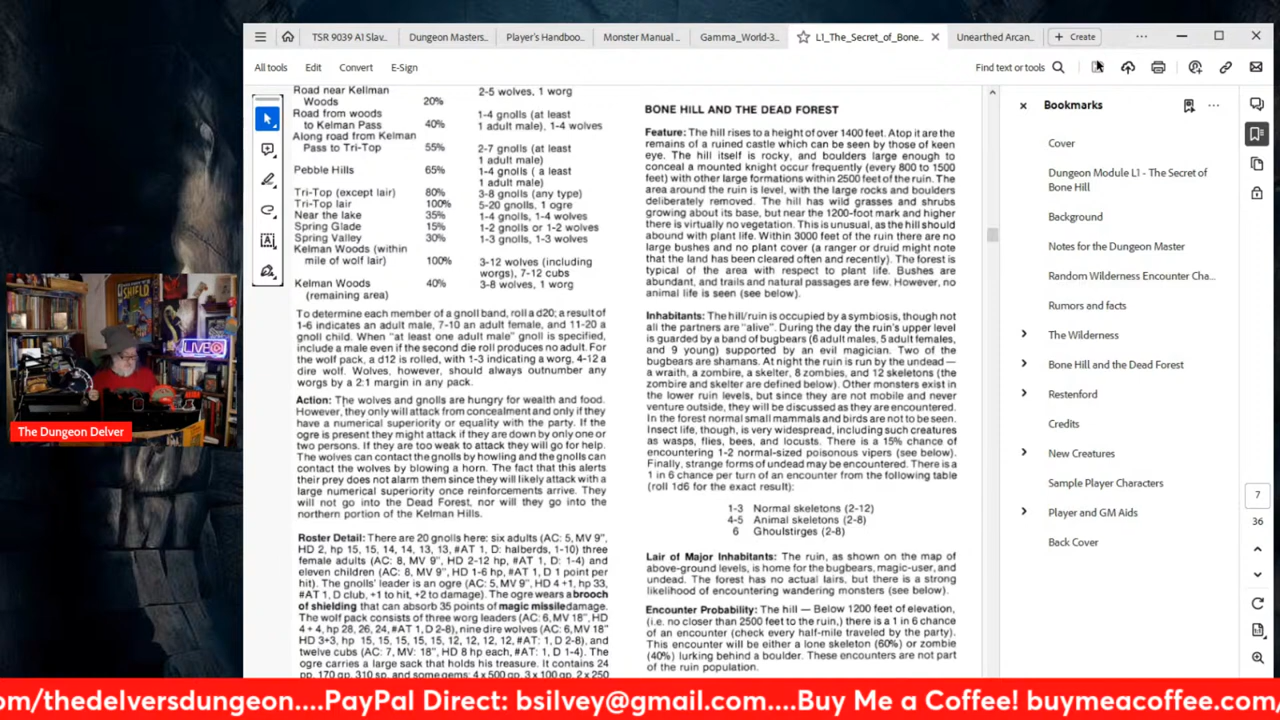 TSR 9039 A1 Slav...
Dungeon Masters...
Player's Handboo...
Monster Manual ...
Gamma_World-3...
L1_The_Secret_of_Bone...
Unearthed Arcan...
Create
All tools
Edit
Convert
E-Sign
Find text or tools
Road near Kellman
Woods 20% 2-5 wolves, 1 worg
Road from woods
to Kelman Pass 40% 1-4 gnolls (at least
1 adult male), 1-4 wolves
Along road from Kelman
Pass to Tri-Top 55% 2-7 gnolls (at least
1 adult male)
Pebble Hills 65% 1-4 gnolls ( a least
1 adult male)
Tri-Top (except lair) 80% 3-8 gnolls (any type)
Tri-Top lair 100% 5-20 gnolls, 1 ogre
Near the lake 35% 1-4 gnolls, 1-4 wolves
Spring Glade 15% 1-2 gnolls or 1-2 wolves
Spring Valley 30% 1-3 gnolls, 1-3 wolves
Kelman Woods (within
mile of wolf lair) 100% 3-12 wolves (including
worgs), 7-12 cubs
Kelman Woods 40% 3-8 wolves, 1 worg
(remaining area)
To determine each member of a gnoll band, roll a d20; a result of
1-6 indicates an adult male, 7-10 an adult female, and 11-20 a
gnoll child. When "at least one adult male" gnoll is specified,
include a male even if the second die roll produces no adult. For
the wolf pack, a d12 is rolled, with 1-3 indicating a worg, 4-12 a
dire wolf. Wolves, however, should always outnumber any
worgs by a 2:1 margin in any pack.
Action: The wolves and gnolls are hungry for wealth and food.
However, they only will attack from concealment and only if they
have a numerical superiority or equality with the party. If the
ogre is present they might attack if they are down by only one or
two persons. If they are too weak to attack they will go for help.
The wolves can contact the gnolls by howling and the gnolls can
contact the wolves by blowing a horn. The fact that this alerts
their prey does not alarm them since they will likely attack with a
large numerical superiority once reinforcements arrive. They
will not go into the Dead Forest, nor will they go into the
northern portion of the Kelman Hills.
Roster Detail: There are 20 gnolls here: six adults (AC: 5, MV 9",
HD 2, hp 15, 15, 14, 14, 13, 13, #AT 1, D: halberds, 1-10) three
female adults (AC: 8, MV 9", HD 2-12 hp, #AT 1, D: 1-4) and
eleven children (AC: 8, MV 9", HD 1-6 hp, #AT 1, D 1 point per
hit). The gnolls' leader is an ogre (AC: 5, MV 9" HD 4 +1, hp 33,
#AT 1, D club, +1 to hit, +2 to damage). The ogre wears a brooch
of shielding that can absorb 35 points of magic missile damage.
The wolf pack consists of three worg leaders (AC: 6, MV 18", HD
4 + 4, hp 28, 26, 24, #AT 1, D 2-8), nine dire wolves (AC: 6, MV 18"
HD 3+3, hp 15, 15, 15, 15, 15, 12, 12, 12, 12, #AT: 1, D 2-8), and
twelve cubs (AC: 7, MV: 18", HD 8 hp each, #AT: 1, D 1-4). The
ogre carries a large sack that holds his treasure. It contains 24
pp, 170 gp, 310 sp, and some gems: 4 x 500 gp, 3 x 100 gp, 2 x 250
BONE HILL AND THE DEAD FOREST
Feature: The hill rises to a height of over 1400 feet. Atop it are the
remains of a ruined castle which can be seen by those of keen
eye. The hill itself is rocky, and boulders large enough to
conceal a mounted knight occur frequently (every 800 to 1500
feet) with other large formations within 2500 feet of the ruin. The
area around the ruin is level, with the large rocks and boulders
deliberately removed. The hill has wild grasses and shrubs
growing about its base, but near the 1200-foot mark and higher
there is virtually no vegetation. This is unusual, as the hill should
abound with plant life. Within 3000 feet of the ruin there are no
large bushes and no plant cover (a ranger or druid might note
that the land has been cleared often and recently). The forest is
typical of the area with respect to plant life. Bushes are
abundant, and trails and natural passages are few. However, no
animal life is seen (see below).
Inhabitants: The hill/ruin is occupied by a symbiosis, though not
all the partners are "alive". During the day the ruin's upper level
is guarded by a band of bugbears (6 adult males, 5 adult females,
and 9 young) supported by an evil magician. Two of the
bugbears are shamans. At night the ruin is run by the undead —
a wraith, a zombire, a skelter, 8 zombies, and 12 skeletons (the
zombire and skelter are defined below). Other monsters exist in
the lower ruin levels, but since they are not mobile and never
venture outside, they will be discussed as they are encountered.
In the forest normal small mammals and birds are not to be seen.
Insect life, though, is very widespread, including such creatures
as wasps, flies, bees, and locusts. There is a 15% chance of
encountering 1-2 normal-sized poisonous vipers (see below).
Finally, strange forms of undead may be encountered. There is a
1 in 6 chance per turn of an encounter from the following table
(roll 1d6 for the exact result):
1-3 Normal skeletons (2-12)
4-5 Animal skeletons (2-8)
6 Ghoulstirges (2-8)
Lair of Major Inhabitants: The ruin, as shown on the map of
above-ground levels, is home for the bugbears, magic-user, and
undead. The forest has no actual lairs, but there is a strong
likelihood of encountering wandering monsters (see below).
Encounter Probability: The hill — Below 1200 feet of elevation,
(i.e. no closer than 2500 feet to the ruin,) there is a 1 in 6 chance
of an encounter (check every half-mile traveled by the party).
This encounter will be either a lone skeleton (60%) or zombie
(40%) lurking behind a boulder. These encounters are not part
of the ruin population.
Bookmarks
Cover
Dungeon Module L1 - The Secret of
Bone Hill
Background
Notes for the Dungeon Master
Random Wilderness Encounter Cha...
Rumors and facts
The Wilderness
Bone Hill and the Dead Forest
Restenford
Credits
New Creatures
Sample Player Characters
Player and GM Aids
Back Cover
7
36
SHIELD
LIVE
The Dungeon Delver
om/thedelversdungeon....PayPal Direct: bsilvey@gmail.com....Buy Me a Coffee! buymeacoffee.com/